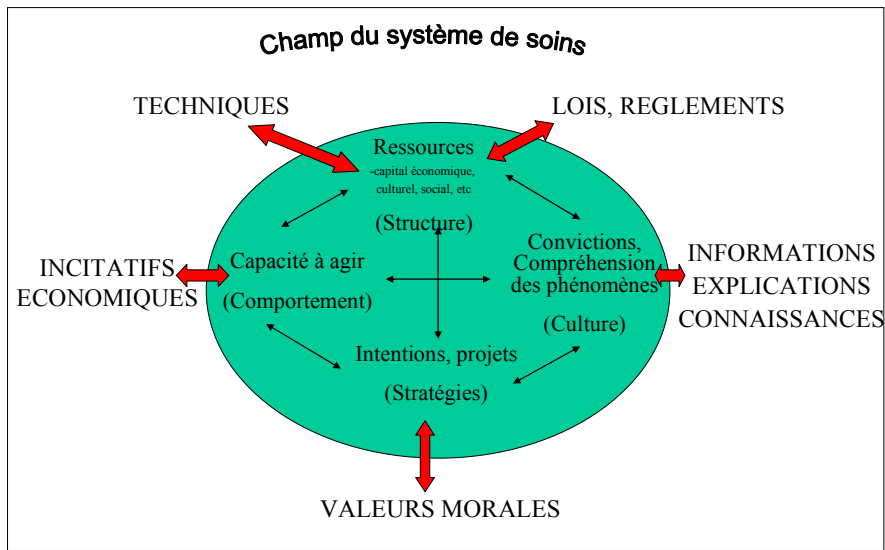 Champ du système de soins
TECHNIQUES
LOIS, REGLEMENTS
Ressources
-capital économique,
culturel, social, etc
(Structure)
INCITATIFS
ECONOMIQUES
Capacité à agir
(Comportement)
Convictions,
Compréhension
des phénomènes
(Culture)
INFORMATIONS
EXPLICATIONS
CONNAISSANCES
Intentions, projets
(Stratégies)
VALEURS MORALES